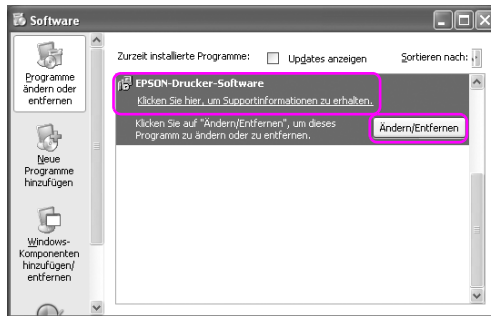 Software
Programme
ändern oder
entfernen
Neue
Programme
hinzufügen
Windows-
Komponenten
hinzufügen/
entfernen
Zurzeit installierte Programme:
Updates anzeigen
Sortieren nach:
EPSON-Drucker-Software
Klicken Sie hier, um Supportinformationen zu erhalten.
Klicken Sie auf "Ändern/Entfernen", um dieses
Programm zu ändern oder zu entfernen.
Ändern/Entfernen